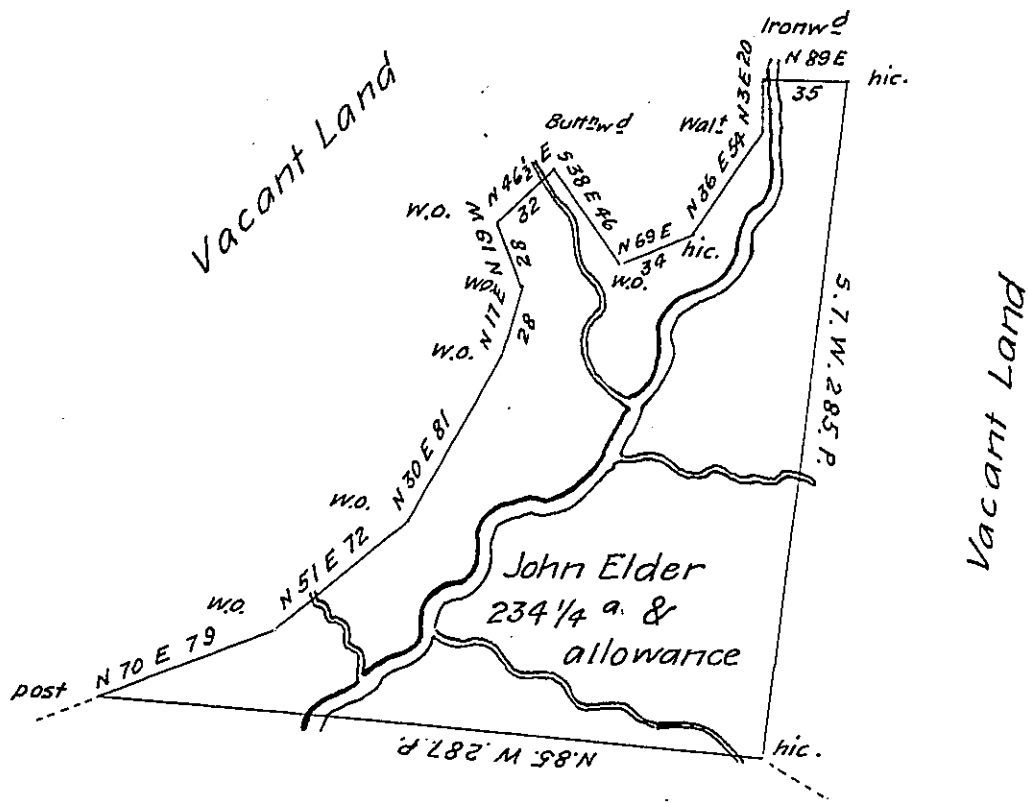 Ironwd
N 89 E
35
hic.
N 3 E 20
Walt
N 36 E 54
Vacant Land
Buttnwd
N 46½ E
32
S 38 E 46
W.O.
N 69 E
34
hic.
W.O.
N 19 W
28
W.O.
N 17 E
28
W.O.
S. 7. W. 285 P.
Vacant Land
N 30 E 81
W.O.
N 51 E 72
W.O.
N 70 E 79
post
John Elder
234 1/4 a. &
allowance
N. 85. W. 287. P.
hic.